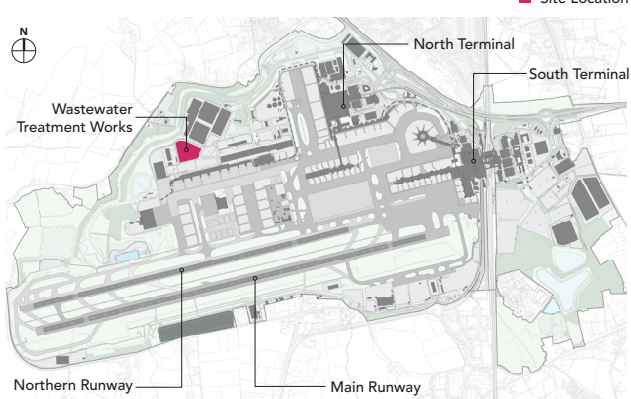 Site Location
N
North Terminal
South Terminal
Wastewater
Treatment Works
Northern Runway
Main Runway